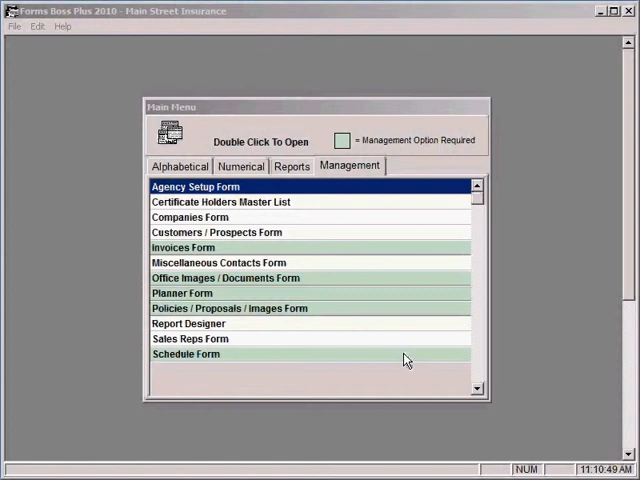 Forms Boss Plus 2010 - Main Street Insurance
File Edit Help
Main Menu
Double Click To Open
= Management Option Required
Alphabetical Numerical Reports Management
Agency Setup Form
Certificate Holders Master List
Companies Form
Customers / Prospects Form
Invoices Form
Miscellaneous Contacts Form
Office Images / Documents Form
Planner Form
Policies / Proposals / Images Form
Report Designer
Sales Reps Form
Schedule Form
NUM 11:10:49 AM